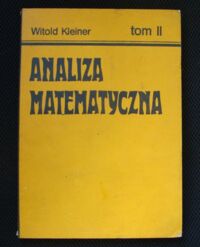 Witold Kleiner tom II
ANALIZA
MATEMATYCZNA